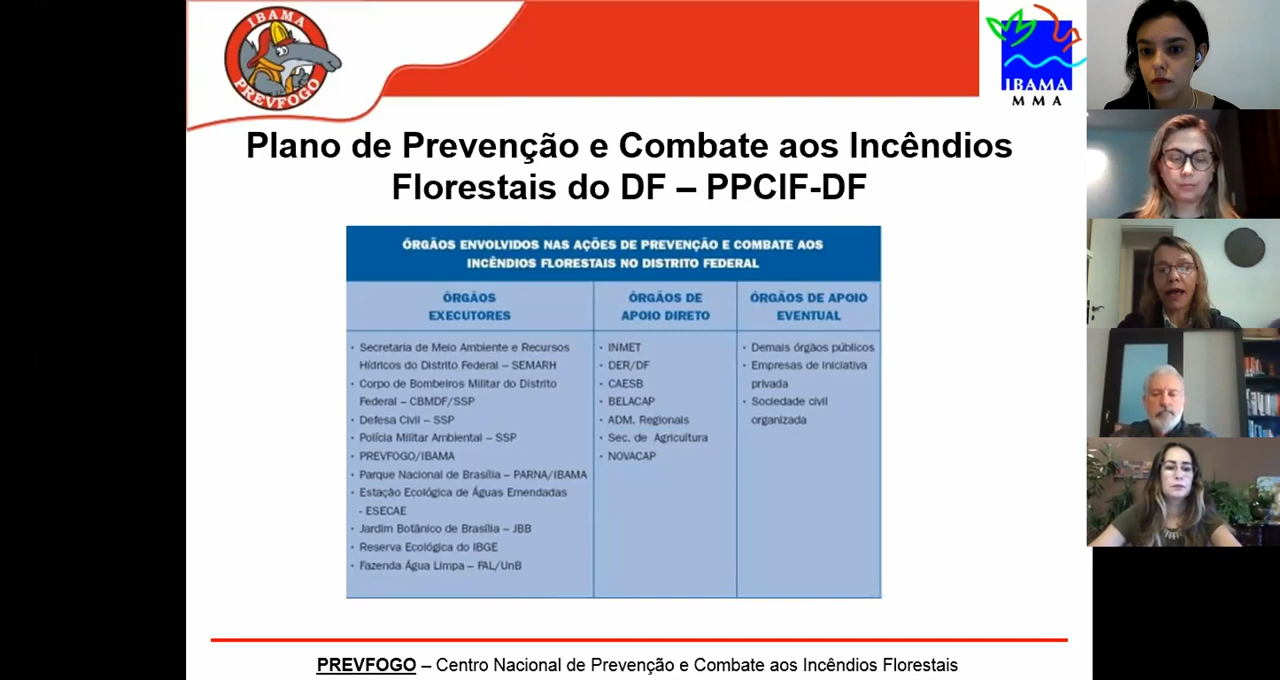 IBAMA
PREVFOGO
IBAMA
MMA
Plano de Prevenção e Combate aos Incêndios
Florestais do DF – PPCIF-DF
ÓRGÃOS ENVOLVIDOS NAS AÇÕES DE PREVENÇÃO E COMBATE AOS
INCÊNDIOS FLORESTAIS NO DISTRITO FEDERAL
ÓRGÃOS
EXECUTORES
• Secretaria de Meio Ambiente e Recursos
Hídricos do Distrito Federal – SEMARH
• Corpo de Bombeiros Militar do Distrito
Federal – CBMDF/SSP
• Defesa Civil – SSP
• Polícia Militar Ambiental – SSP
• PREVFOGO/IBAMA
• Parque Nacional de Brasília – PARNA/IBAMA
• Estação Ecológica de Águas Emendadas
- ESECAE
• Jardim Botânico de Brasília – JBB
• Reserva Ecológica do IBGE
• Fazenda Água Limpa – FAL/UnB
ÓRGÃOS DE
APOIO DIRETO
• INMET
• DER/DF
• CAESB
• BELACAP
• ADM. Regionais
• Sec. de Agricultura
• NOVACAP
ÓRGÃOS DE APOIO
EVENTUAL
• Demais órgãos públicos
• Empresas de iniciativa
privada
• Sociedade civil
organizada
PREVFOGO – Centro Nacional de Prevenção e Combate aos Incêndios Florestais